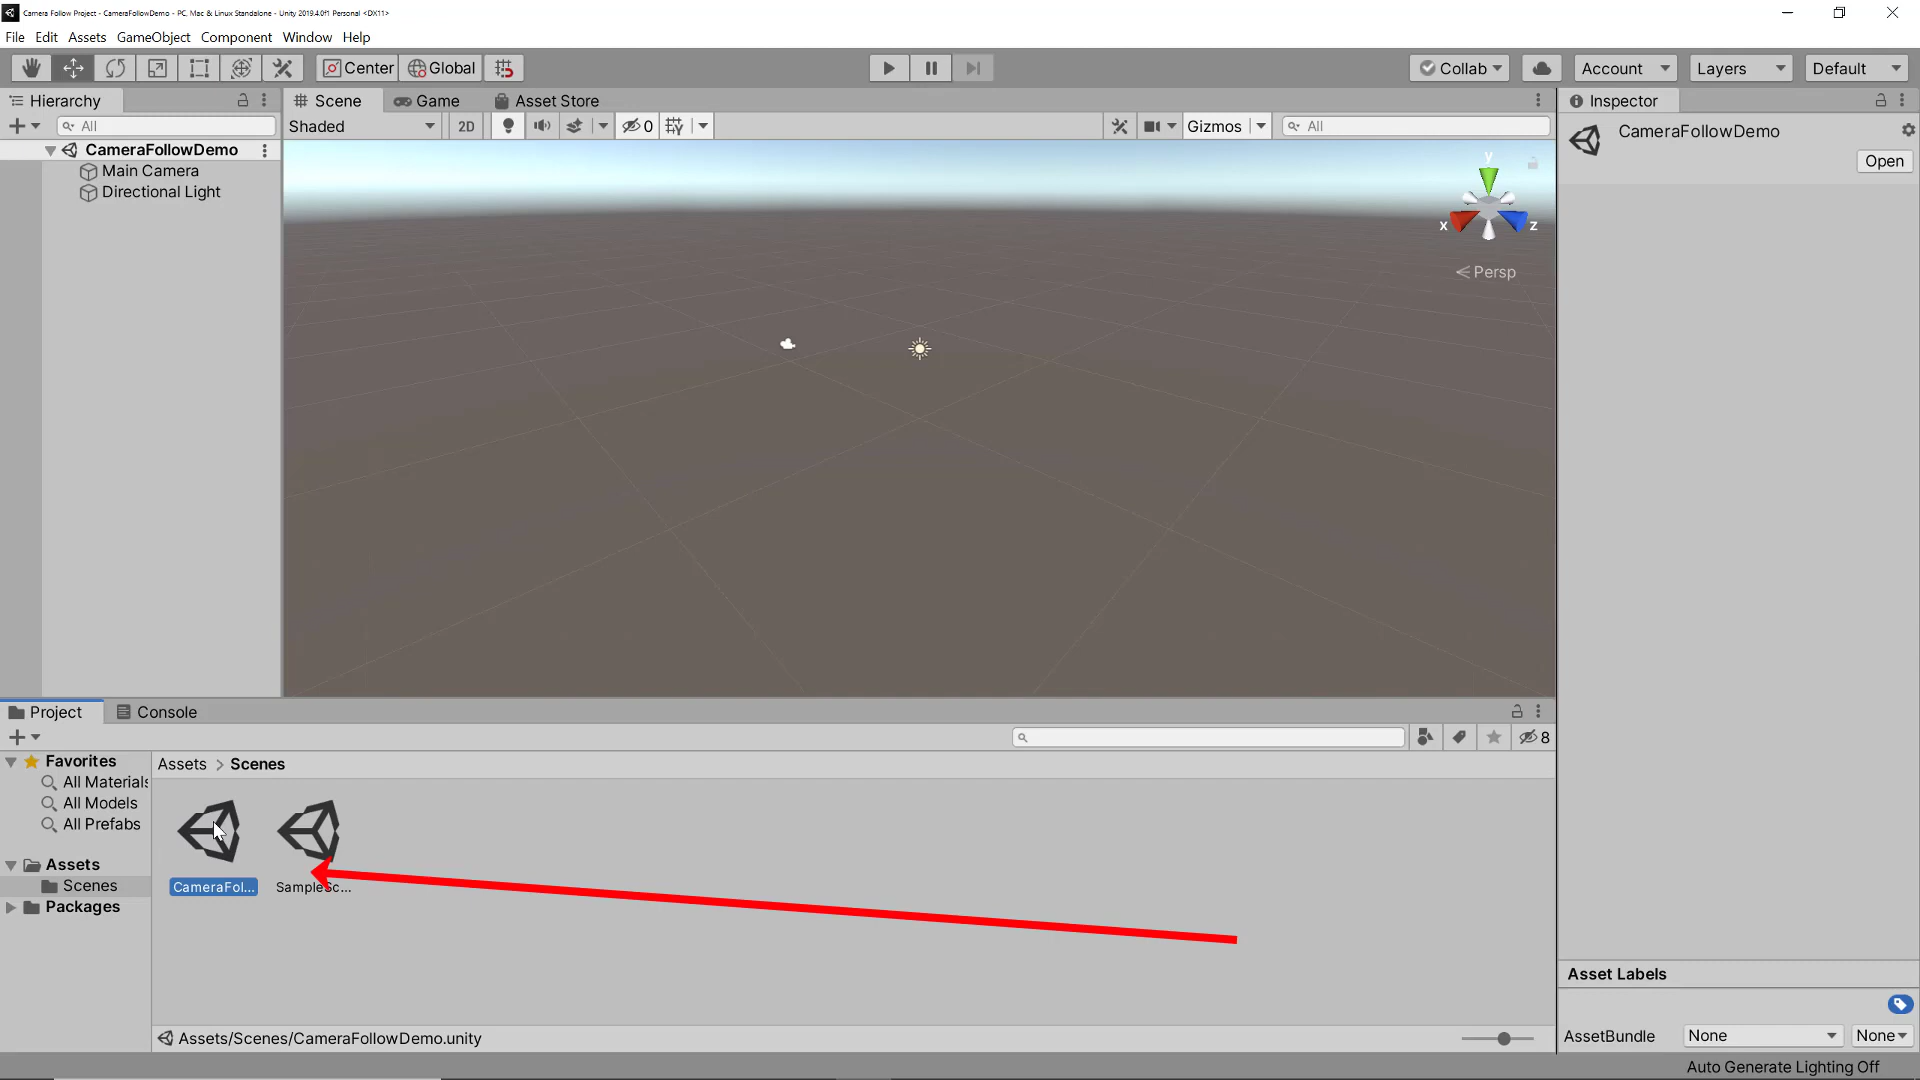 Camera Follow Project - CameraFollowDemo - PC, Mac & Linux Standalone - Unity 2019.4.0f1 Personal <DX11>
File Edit Assets GameObject Component Window Help
Center Global Collab Account Layers Default
Hierarchy
All
CameraFollowDemo
Main Camera
Directional Light
Scene Game Asset Store
Shaded 2D 0 Gizmos All
y
x z
Persp
Inspector
CameraFollowDemo
Open
Project Console
8
Favorites
All Materials
All Models
All Prefabs
Assets
Scenes
Packages
Assets > Scenes
CameraFol... SampleSc...
Assets/Scenes/CameraFollowDemo.unity
Asset Labels
AssetBundle None None
Auto Generate Lighting Off